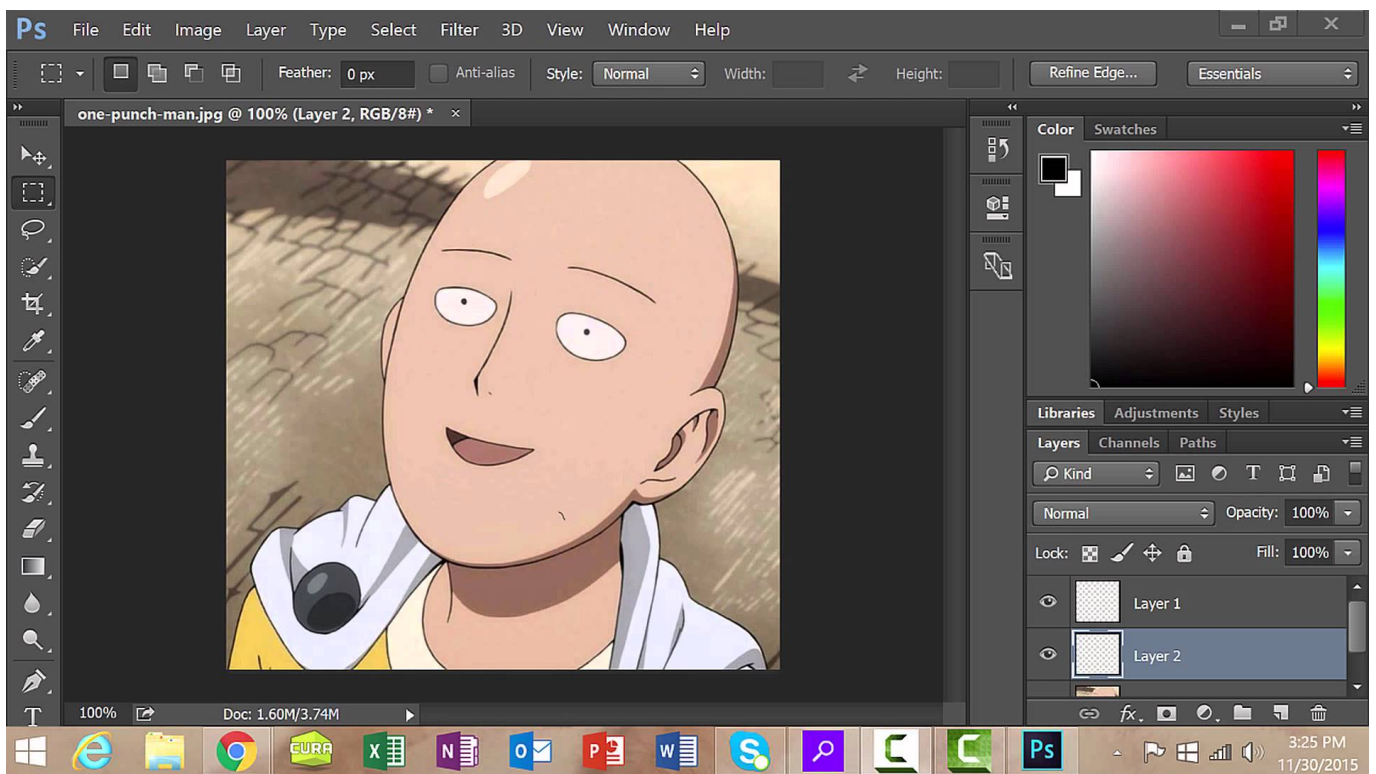 Ps File Edit Image Layer Type Select Filter 3D View Window Help
Feather: 0 px Anti-alias Style: Normal Width: Height: Refine Edge... Essentials
one-punch-man.jpg @ 100% (Layer 2, RGB/8#) * ×
Color Swatches
Libraries Adjustments Styles
Layers Channels Paths
Kind T
Normal Opacity: 100%
Lock: Fill: 100%
Layer 1
Layer 2
T
100% Doc: 1.60M/3.74M
fx
CURA X N O P W S C C Ps 3:25 PM
11/30/2015